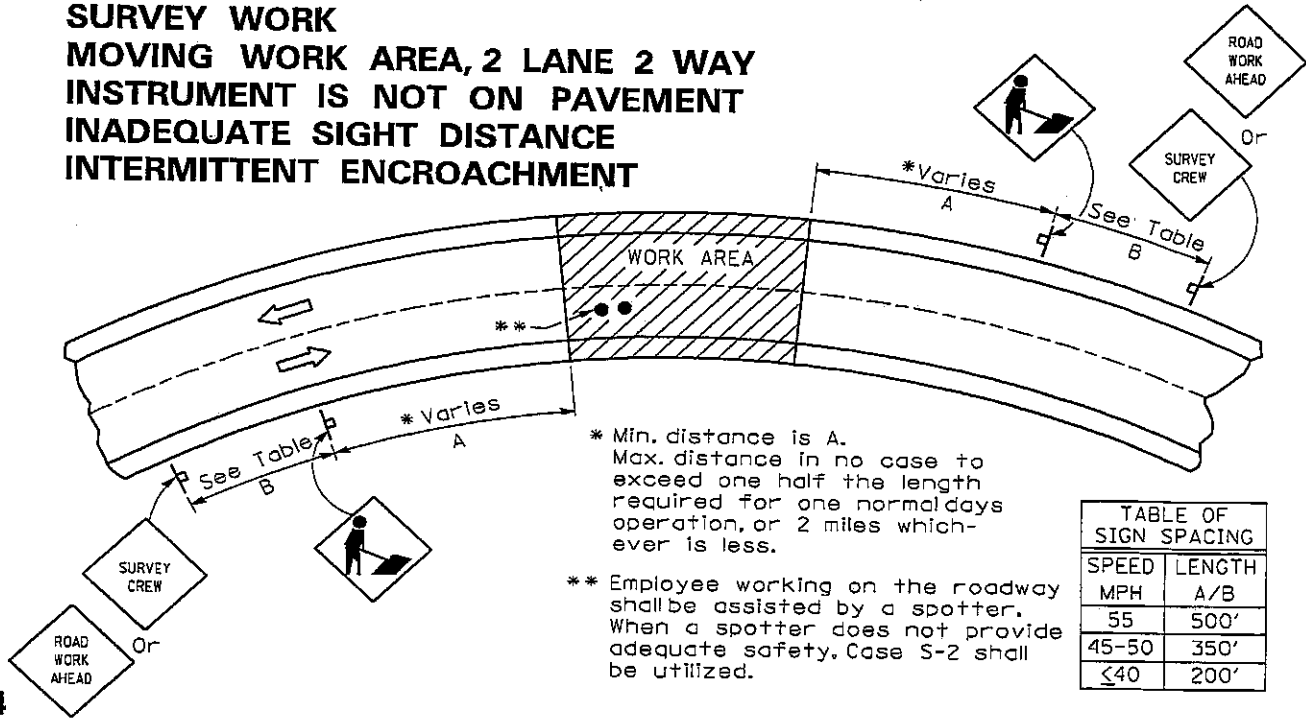 SURVEY WORK
MOVING WORK AREA, 2 LANE 2 WAY
INSTRUMENT IS NOT ON PAVEMENT
INADEQUATE SIGHT DISTANCE
INTERMITTENT ENCROACHMENT
ROAD
WORK
AHEAD
Or
SURVEY
CREW
*Varies
A
See Table
B
WORK AREA
**
*Varies
A
See Table
B
SURVEY
CREW
Or
ROAD
WORK
AHEAD
* Min. distance is A.
Max. distance in no case to
exceed one half the length
required for one normal days
operation, or 2 miles which-
ever is less.
** Employee working on the roadway
shall be assisted by a spotter.
When a spotter does not provide
adequate safety, Case S-2 shall
be utilized.
TABLE OF
SIGN SPACING
SPEED LENGTH
MPH A/B
55 500'
45-50 350'
≤40 200'
4